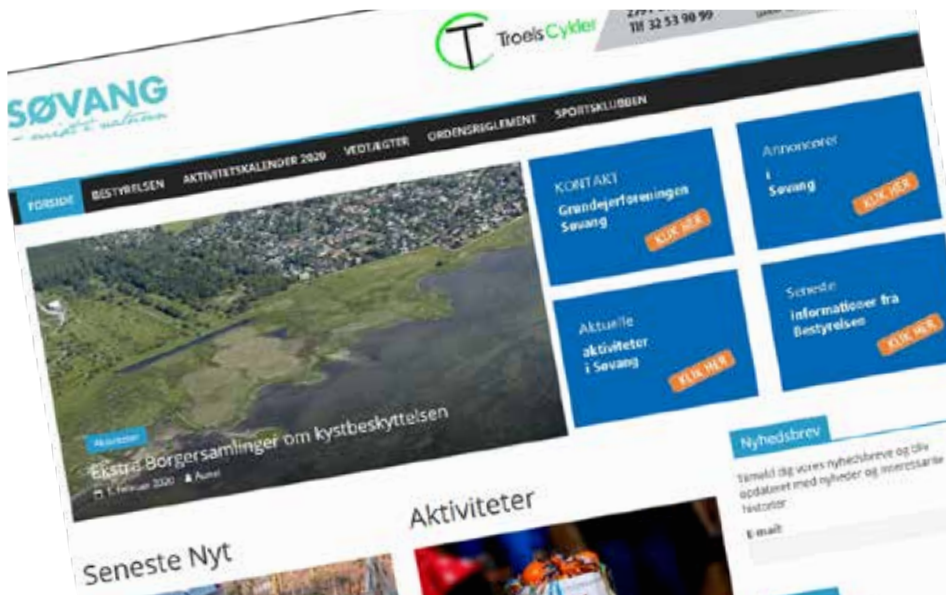 Troels Cykler
Tlf 32 53 90 99
SØVANG
FORSIDE
BESTYRELSEN
AKTIVITETSKALENDER 2020
VEDTÆGTER
ORDENSREGLEMENT
SPORTSKLUBBEN
KONTAKT
Grundejerforeningen
Søvang
KLIK HER
Annoncer
i
Søvang
KLIK HER
Aktuelle
aktiviteter
i Søvang
KLIK HER
Seneste
informationer fra
Bestyrelsen
KLIK HER
Aktiviteter
Ekstra Borgersamlinger om kystbeskyttelsen
1. februar 2020
Nyhedsbrev
Tilmeld dig vores nyhedsbreve og bliv
opdateret med nyheder og interessante
historier
E-mail
Seneste Nyt
Aktiviteter